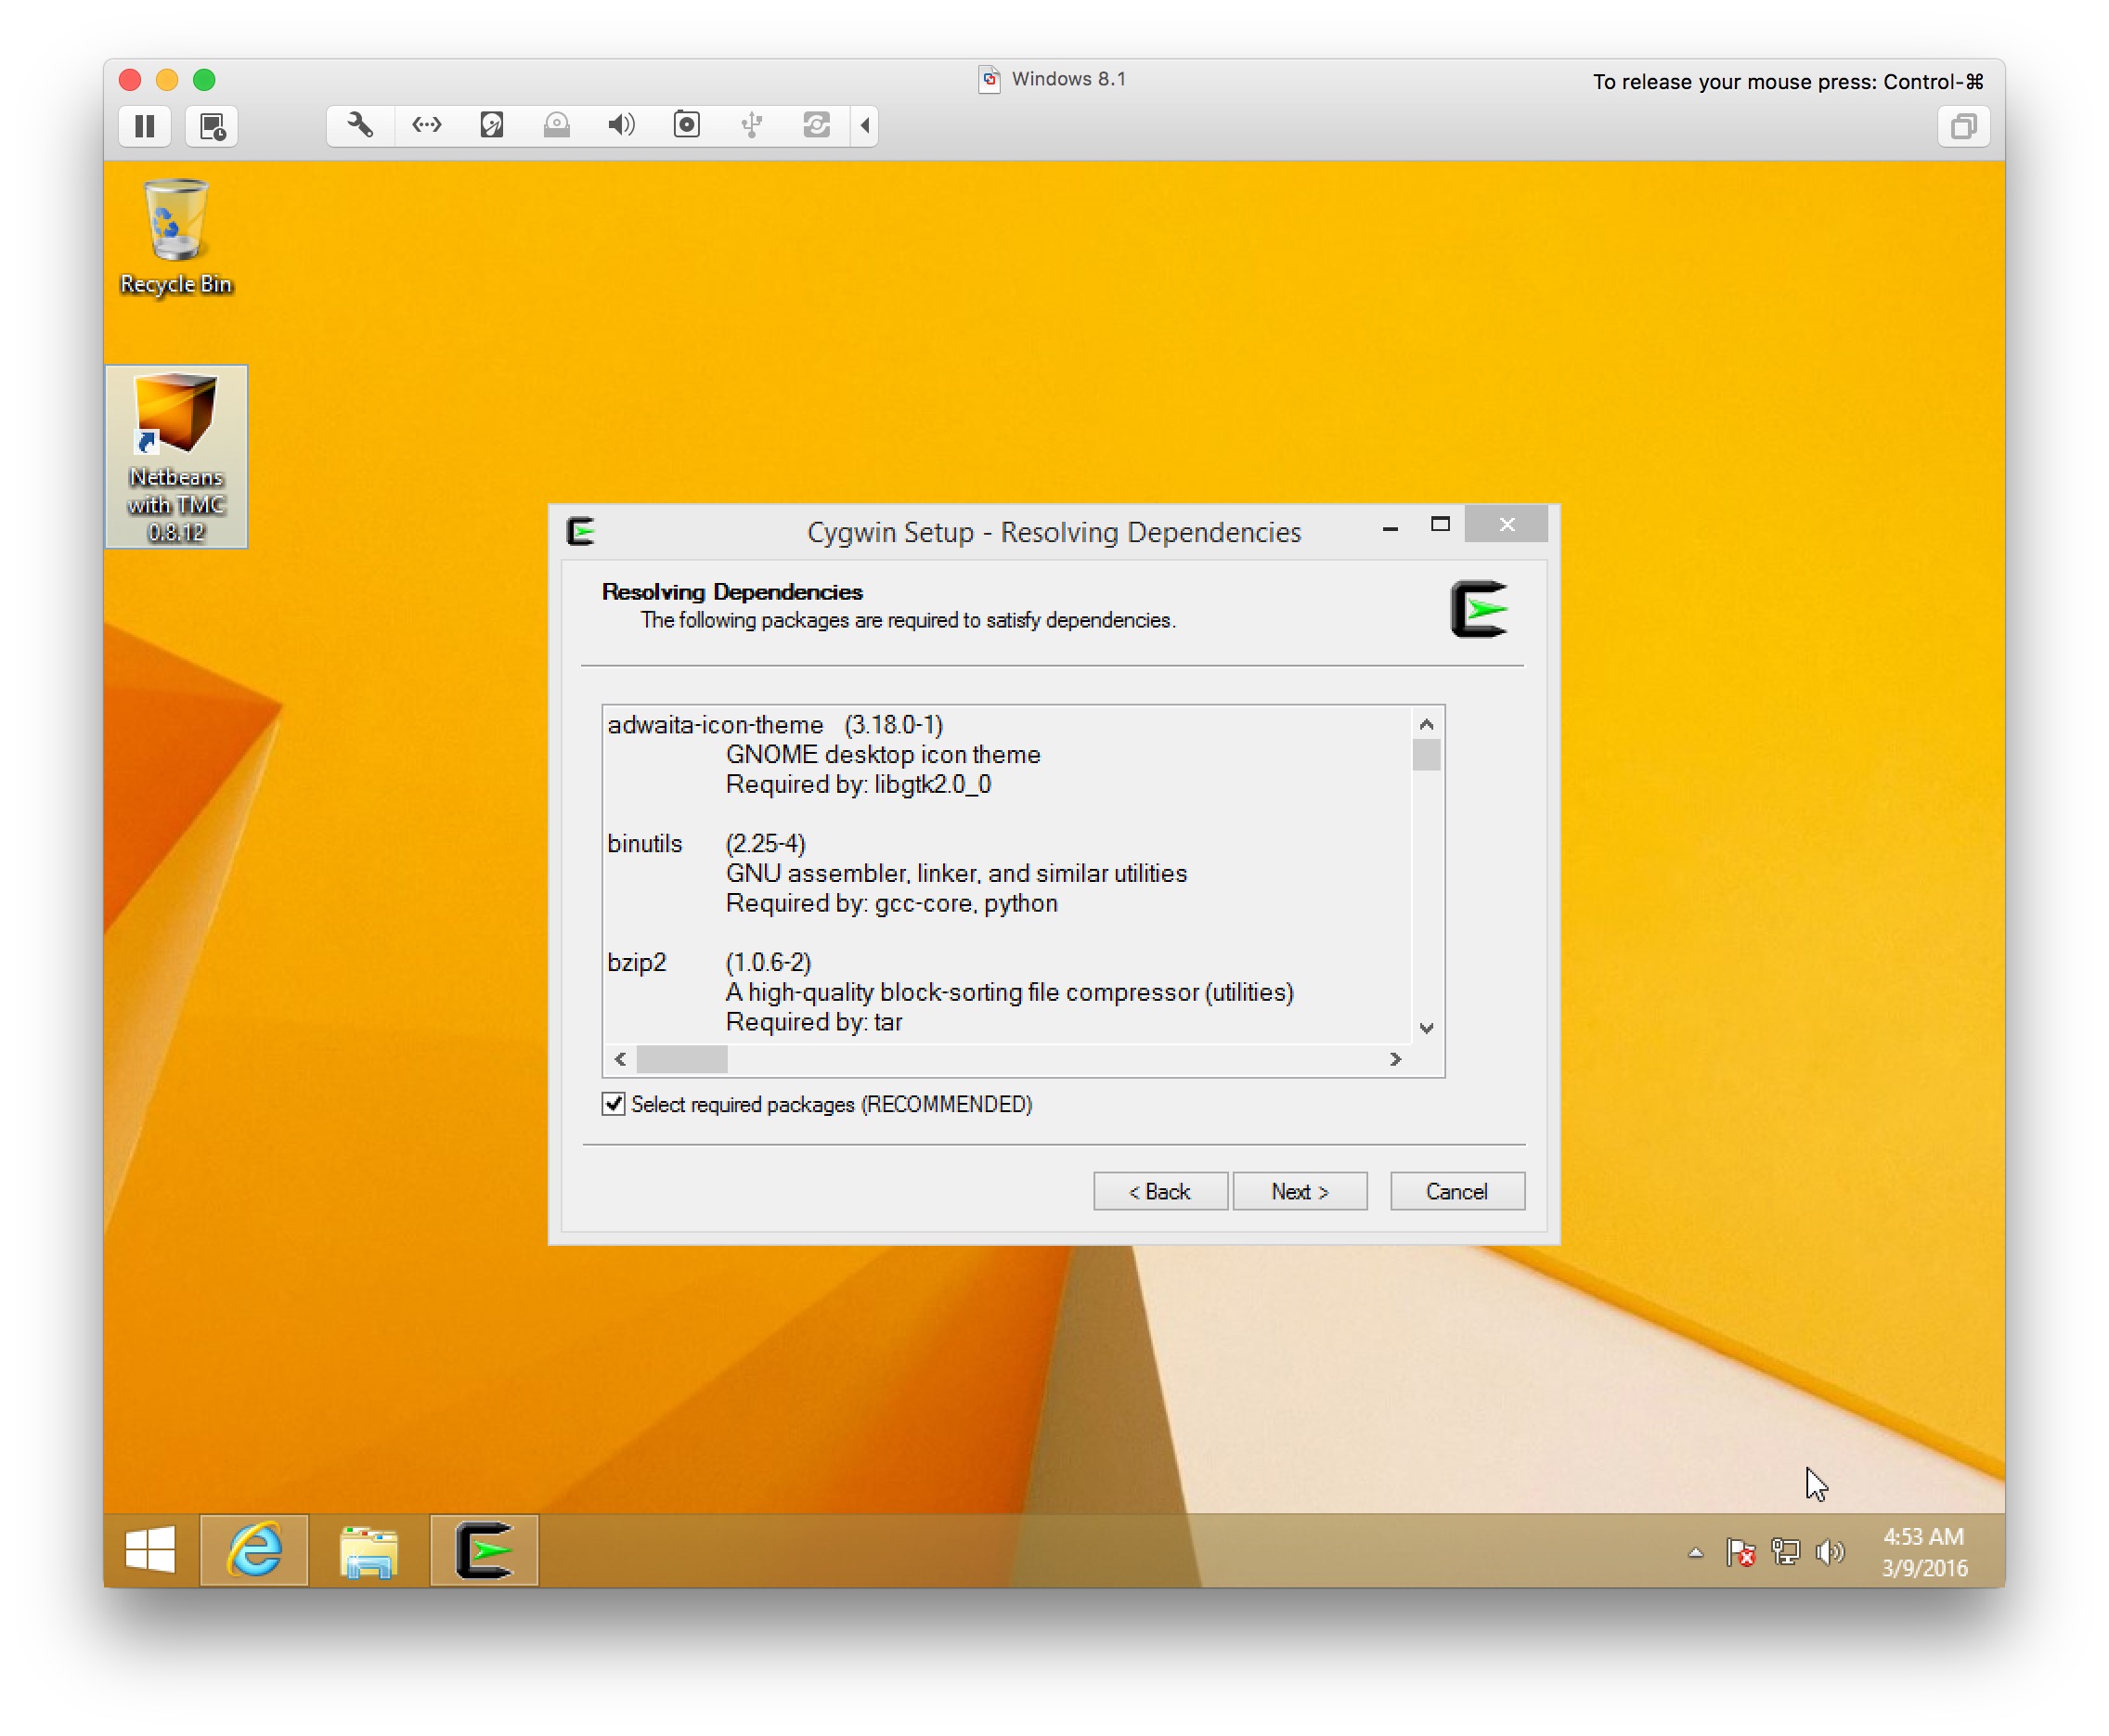 Windows 8.1
To release your mouse press: Control-⌘
Recycle Bin
Netbeans
with TMC
0.8.12
Cygwin Setup - Resolving Dependencies
Resolving Dependencies
The following packages are required to satisfy dependencies.
adwaita-icon-theme (3.18.0-1)
GNOME desktop icon theme
Required by: libgtk2.0_0
binutils (2.25-4)
GNU assembler, linker, and similar utilities
Required by: gcc-core, python
bzip2 (1.0.6-2)
A high-quality block-sorting file compressor (utilities)
Required by: tar
Select required packages (RECOMMENDED)
< Back Next > Cancel
4:53 AM
3/9/2016